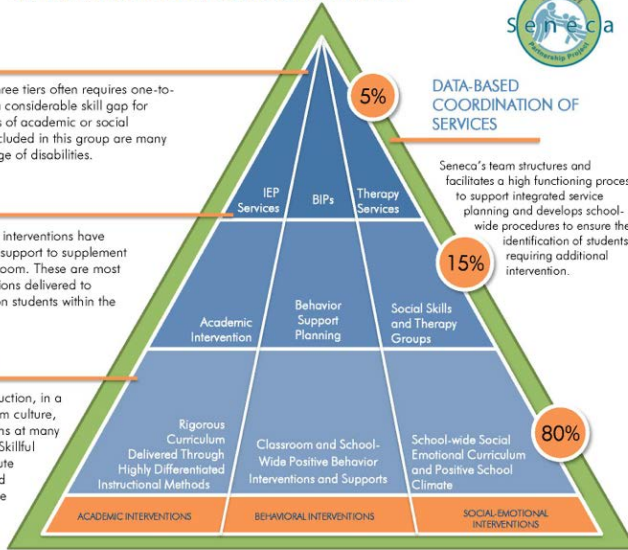 Seneca
Partnership Project
ree tiers often requires one-to-
considerable skill gap for
of academic or social
cluded in this group are many
ge of disabilities.
5%
DATA-BASED
COORDINATION OF
SERVICES
Seneca's team structures and
facilitates a high functioning proces
to support integrated service
planning and develops school-
wide procedures to ensure the
identification of students
requiring additional
intervention.
IEP
Services
BIPs
Therapy
Services
interventions have
support to supplement
oom. These are most
ions delivered to
on students within the
15%
Academic
Intervention
Behavior
Support
Planning
Social Skills
and Therapy
Groups
uction, in a
m culture,
ns at many
Skillful
ute
d
e
80%
Rigorous
Curriculum
Delivered Through
Highly Differentiated
Instructional Methods
Classroom and School-
Wide Positive Behavior
Interventions and Supports
School-wide Social
Emotional Curriculum
and Positive School
Climate
ACADEMIC INTERVENTIONS
BEHAVIORAL INTERVENTIONS
SOCIAL-EMOTIONAL
INTERVENTIONS